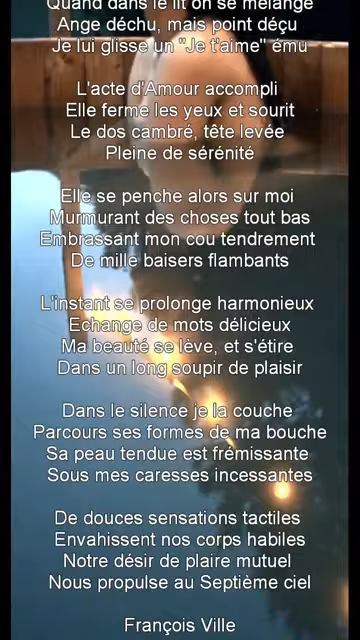 Quand dans le lit on se mélange
Ange déchu, mais point déçu
Je lui glisse un "Je t'aime" ému
L'acte d'Amour accompli
Elle ferme les yeux et sourit
Le dos cambré, tête levée
Pleine de sérénité
Elle se penche alors sur moi
Murmurant des choses tout bas
Embrassant mon cou tendrement
De mille baisers flambants
L'instant se prolonge harmonieux
Echange de mots délicieux
Ma beauté se lève, et s'étire
Dans un long soupir de plaisir
Dans le silence je la couche
Parcours ses formes de ma bouche
Sa peau tendue est frémissante
Sous mes caresses incessantes
De douces sensations tactiles
Envahissent nos corps habiles
Notre désir de plaire mutuel
Nous propulse au Septième ciel
François Ville